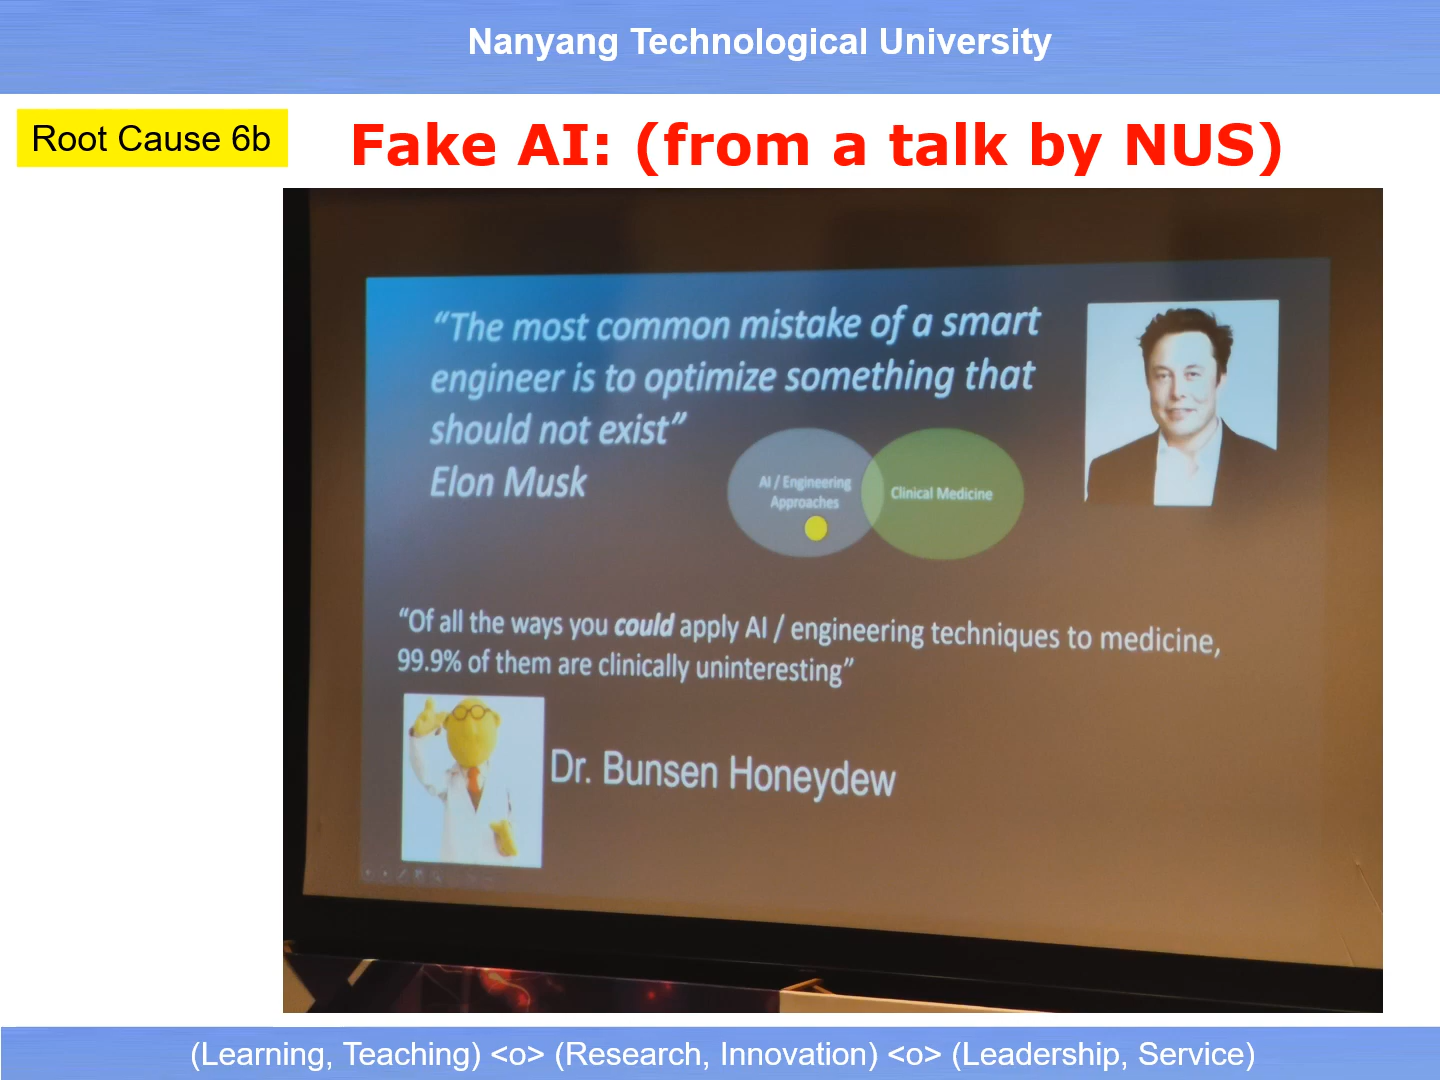 Nanyang Technological University
Root Cause 6b
Fake AI: (from a talk by NUS)
“The most common mistake of a smart
engineer is to optimize something that
should not exist”
Elon Musk
AI / Engineering
Approaches
Clinical Medicine
“Of all the ways you could apply AI / engineering techniques to medicine,
99.9% of them are clinically uninteresting”
Dr. Bunsen Honeydew
(Learning, Teaching) <o> (Research, Innovation) <o> (Leadership, Service)